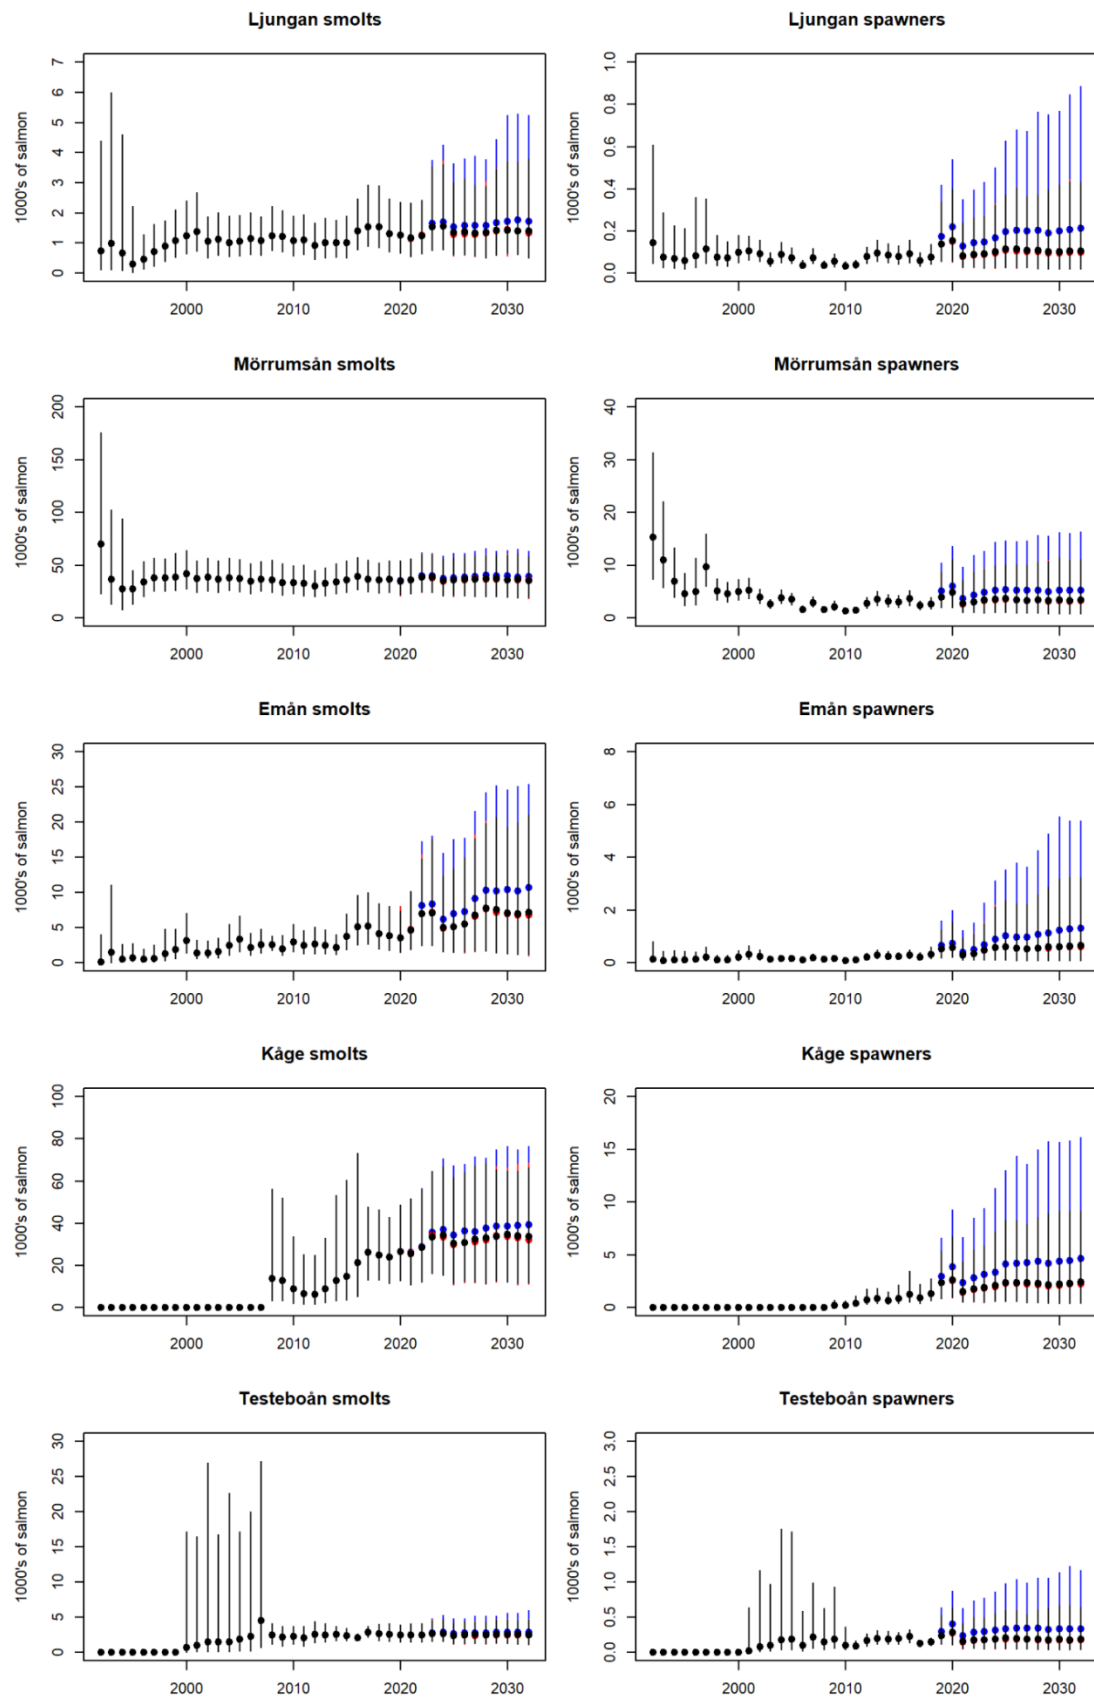 Ljungan smolts
Ljungan spawners
1000's of salmon
0 1 2 3 4 5 6 7
2000 2010 2020 2030
1000's of salmon
0.0 0.2 0.4 0.6 0.8 1.0
2000 2010 2020 2030
Mörrumsån smolts
Mörrumsån spawners
1000's of salmon
0 50 100 150 200
2000 2010 2020 2030
1000's of salmon
0 10 20 30 40
2000 2010 2020 2030
Emån smolts
Emån spawners
1000's of salmon
0 5 10 15 20 25 30
2000 2010 2020 2030
1000's of salmon
0 2 4 6 8
2000 2010 2020 2030
Kåge smolts
Kåge spawners
1000's of salmon
0 20 40 60 80 100
2000 2010 2020 2030
1000's of salmon
0 5 10 15 20
2000 2010 2020 2030
Testeboån smolts
Testeboån spawners
1000's of salmon
0 5 10 15 20 25 30
2000 2010 2020 2030
1000's of salmon
0.0 0.5 1.0 1.5 2.0 2.5 3.0
2000 2010 2020 2030